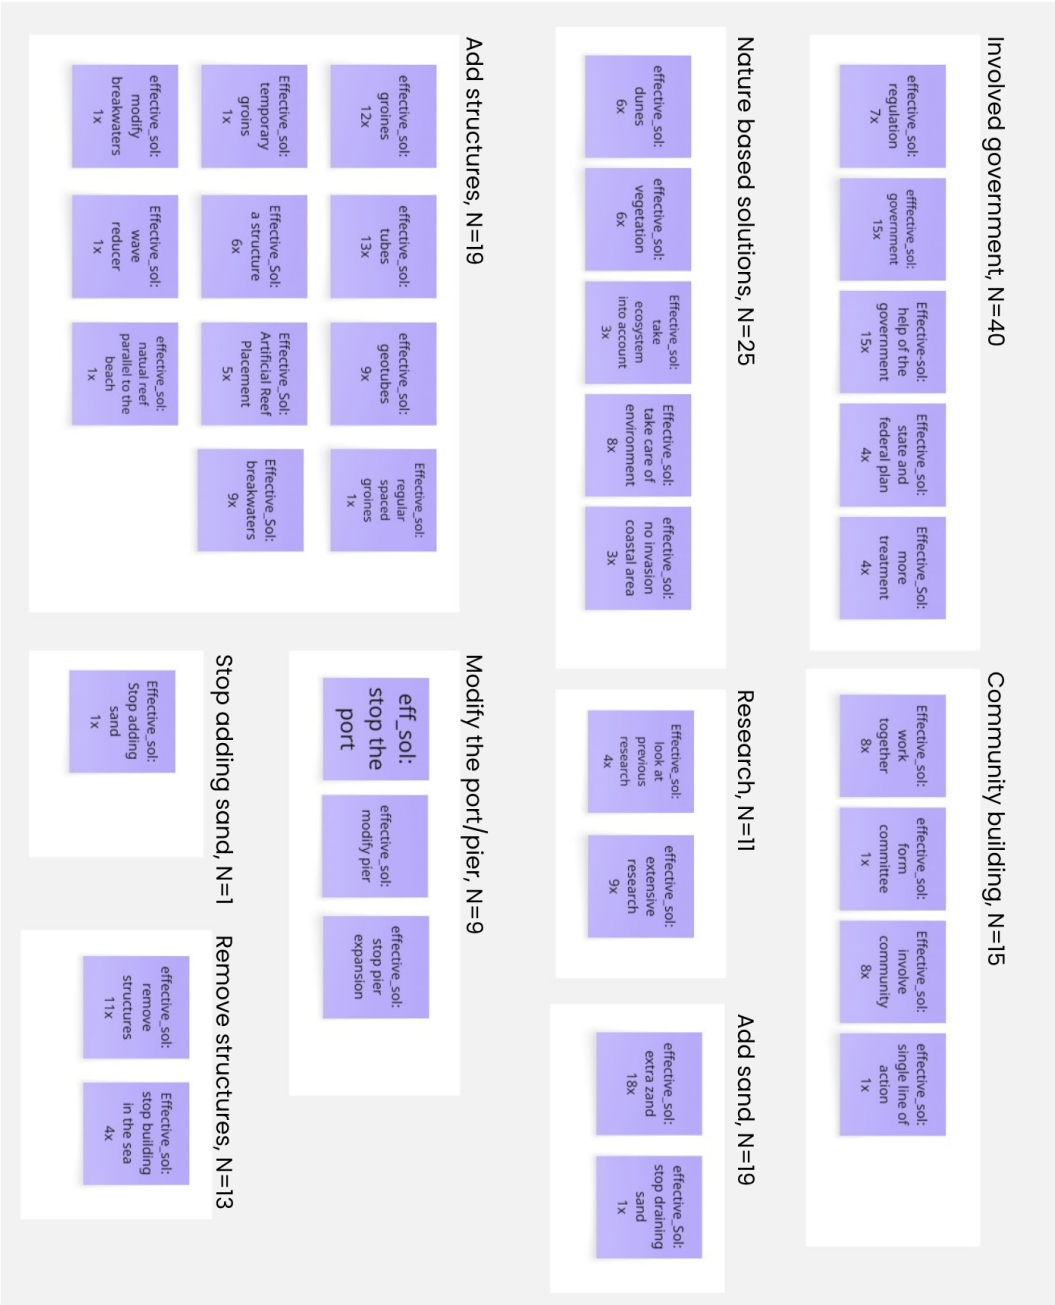 Involved government, N=40
effective_sol:
regulation
7x
efffective_sol:
government
15x
Effective-sol:
help of the
government
15x
Effective_sol:
state and
federal plan
4x
Effective_Sol:
more
treatment
4x
Community building, N=15
Effective_sol:
work
together
8x
effective_sol:
form
committee
1x
Effective_sol:
involve
community
8x
effective_sol:
single line of
action
1x
Nature based solutions, N=25
effective_sol:
dunes
6x
effective_sol:
vegetation
6x
Effective_sol:
take
ecosystem
into account
3x
Effective_sol:
take care of
environment
8x
effective_sol:
no invasion
coastal area
3x
Research, N=11
Effective_sol:
look at
previous
research
4x
effective_sol:
extensive
research
9x
Add sand, N=19
effective_sol:
extra zand
18x
effective_Sol:
stop draining
sand
1x
Add structures, N=19
effective_sol:
groines
12x
effective_sol:
tubes
13x
effective_sol:
geotubes
9x
Effective_sol:
regular
spaced
groines
1x
Effective_sol:
temporary
groins
1x
Effective_Sol:
a structure
6x
Effective_Sol:
Artificial Reef
Placement
5x
Effective_Sol:
breakwaters
9x
effective_sol:
modify
breakwaters
1x
Effective_sol:
wave
reducer
1x
effective_sol:
natual reef
parallel to the
beach
1x
Modify the port/pier, N=9
eff_sol:
stop the
port
effective_sol:
modify pier
effective_sol:
stop pier
expansion
Stop adding sand, N=1
Effective_sol:
Stop adding
sand
1x
Remove structures, N=13
effective_sol:
remove
structures
11x
Effective_sol:
stop building
in the sea
4x